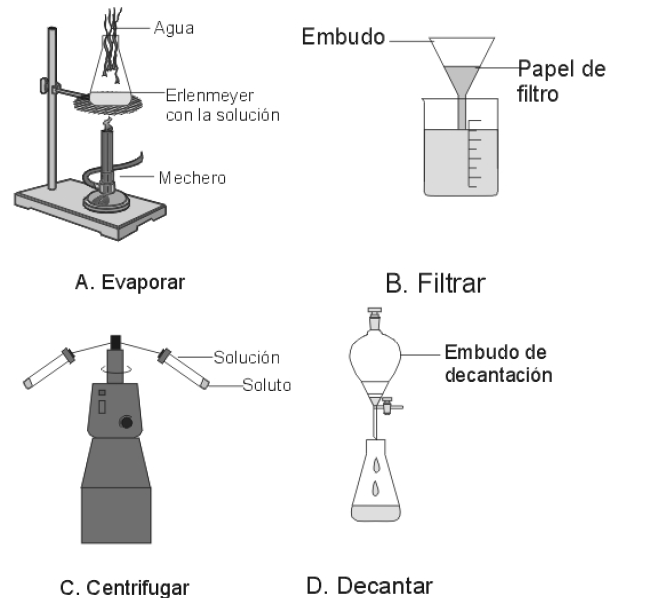 Agua
Erlenmeyer
con la solución
Mechero
A. Evaporar
Embudo
Papel de
filtro
B. Filtrar
Solución
Soluto
C. Centrifugar
Embudo de
decantación
D. Decantar